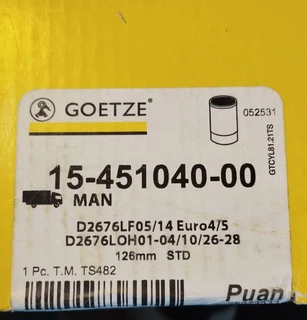 GOETZE®
052531
GTCYL81.21TS
15-451040-00
MAN
D2676LF05/14 Euro4/5
D2676LOH01-04/10/26-28
126mm STD
1 Pc. T.M. TS482
Puan